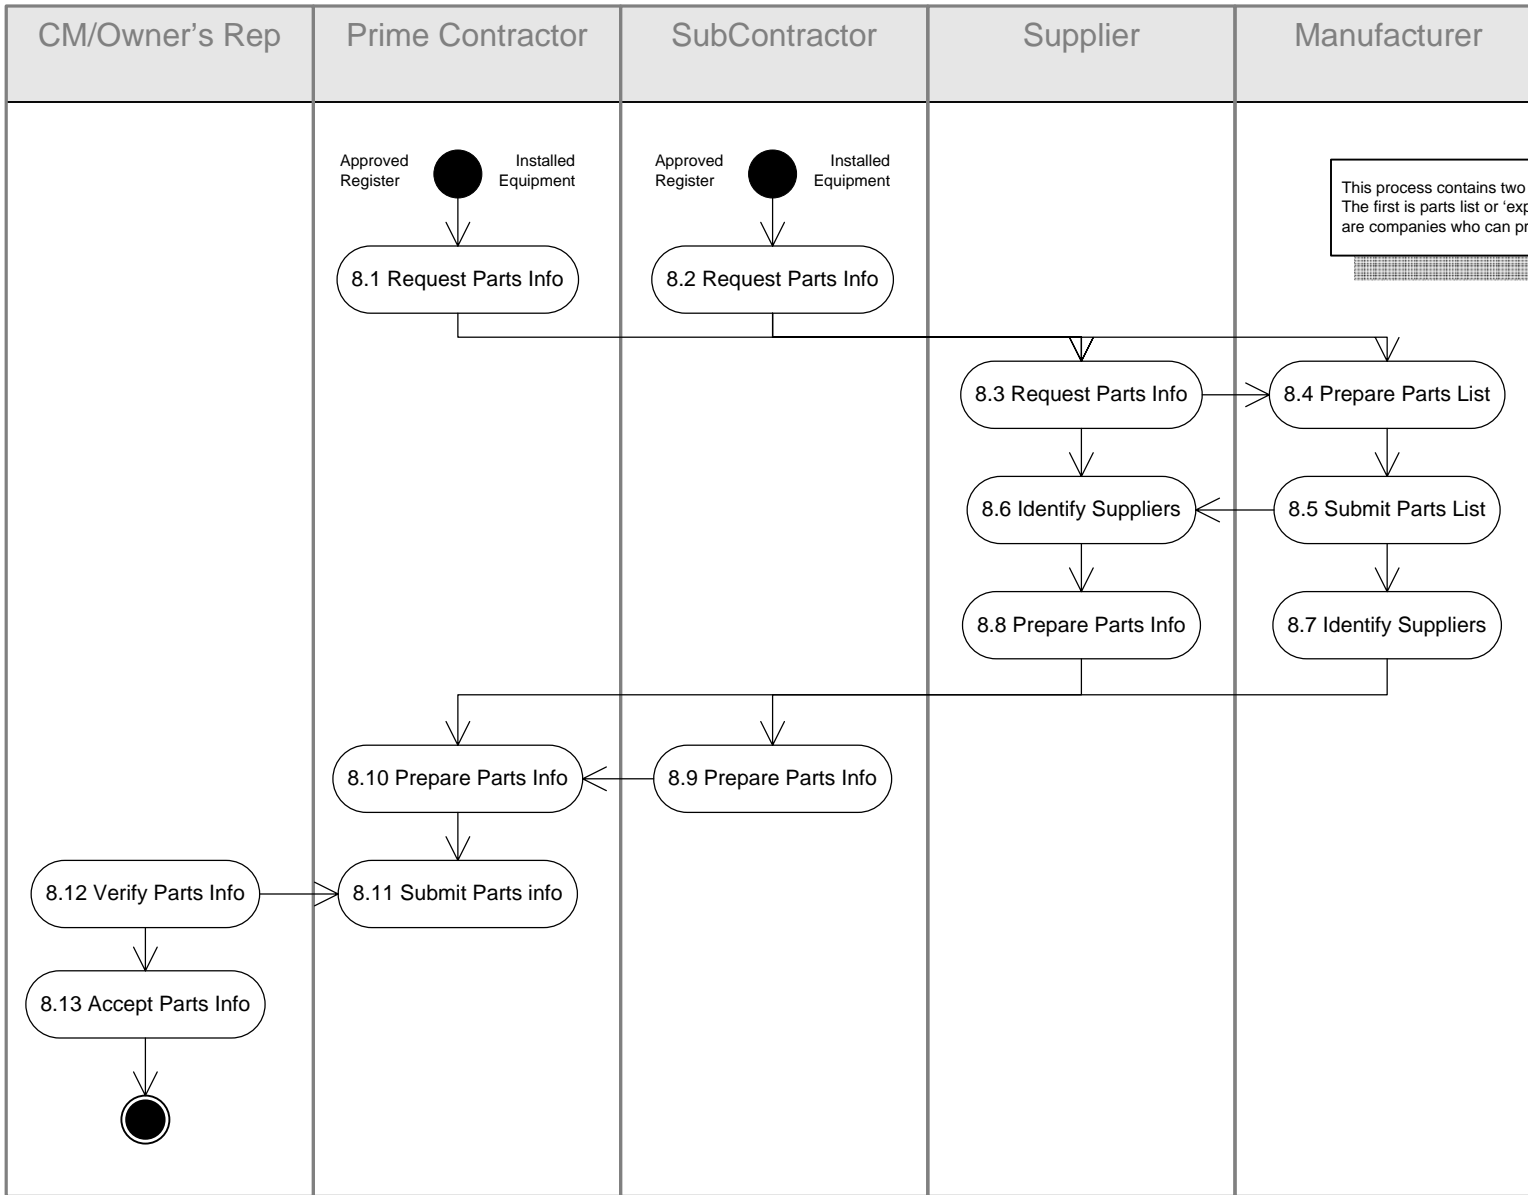 CM/Owner's Rep
Prime Contractor
SubContractor
Supplier
Manufacturer
Approved
Register
Installed
Equipment
Approved
Register
Installed
Equipment
This process contains two
The first is parts list or ‘exp
are companies who can pr
8.1 Request Parts Info
8.2 Request Parts Info
8.3 Request Parts Info
8.4 Prepare Parts List
8.6 Identify Suppliers
8.5 Submit Parts List
8.8 Prepare Parts Info
8.7 Identify Suppliers
8.10 Prepare Parts Info
8.9 Prepare Parts Info
8.12 Verify Parts Info
8.11 Submit Parts info
8.13 Accept Parts Info